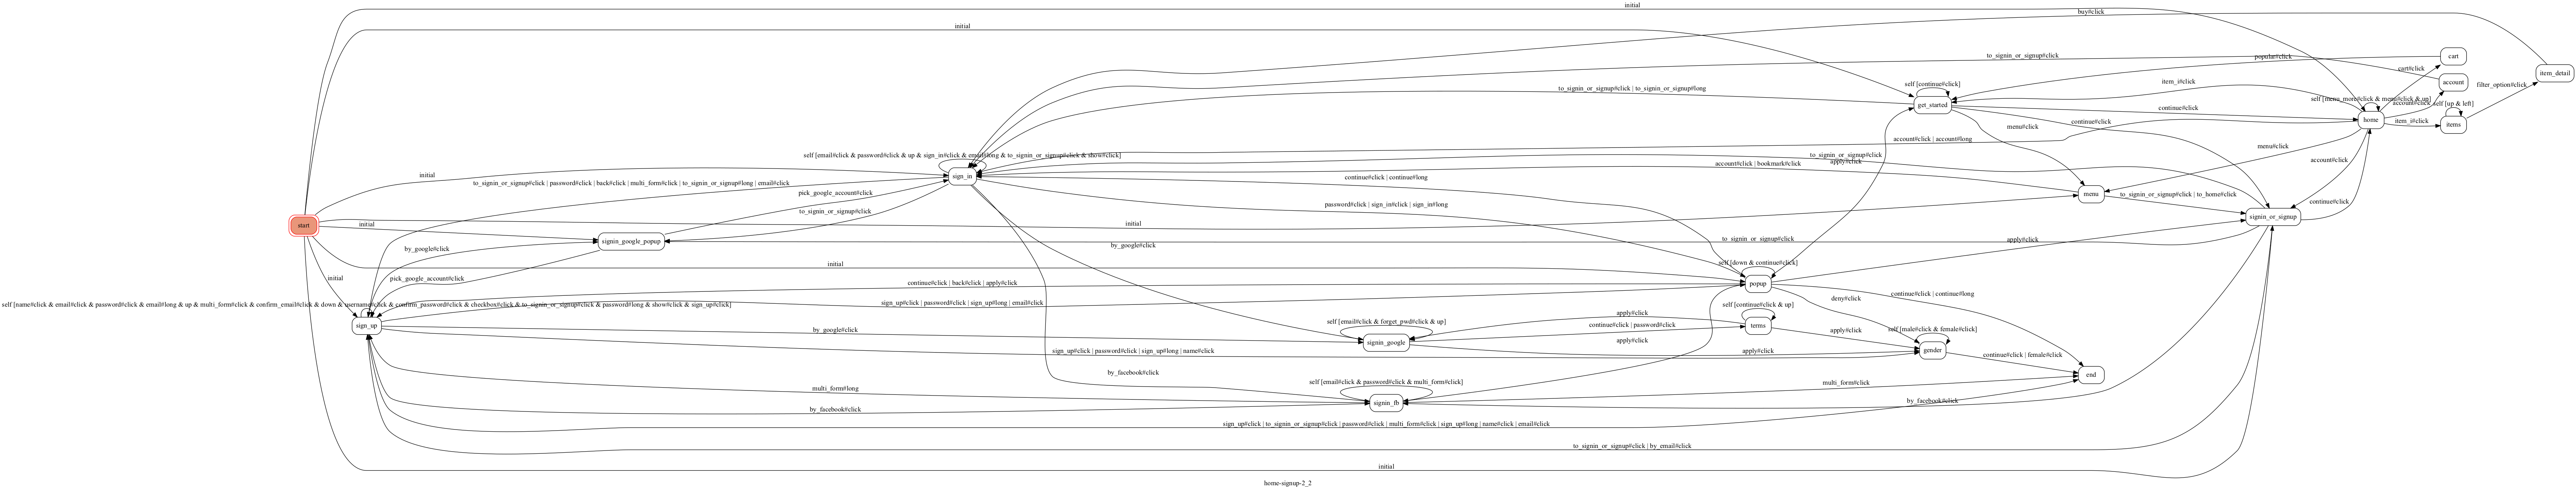 initial
buy#click
initial
to_signin_or_signup#click
popular#click
cart
cart#click
item_detail
account
self [continue#click]
item_i#click
filter_option#click
to_signin_or_signup#click | to_signin_or_signup#long
self [menu_more#click & menu#click & up]
account#click
self [up & left]
get_started
continue#click
home
item_i#click
items
continue#click
menu#click
account#click | account#long
menu#click
self [email#click & password#click & up & sign_in#click & email#long & to_signin_or_signup#click & show#click]
to_signin_or_signup#click
apply#click
account#click
account#click | bookmark#click
initial
sign_in
continue#click | continue#long
to_signin_or_signup#click | password#click | back#click | multi_form#click | to_signin_or_signup#long | email#click
pick_google_account#click
menu
to_signin_or_signup#click | to_home#click
continue#click
password#click | sign_in#click | sign_in#long
to_signin_or_signup#click
signin_or_signup
start
initial
initial
signin_google_popup
by_google#click
to_signin_or_signup#click
apply#click
by_google#click
initial
self [down & continue#click]
initial
pick_google_account#click
continue#click | back#click | apply#click
popup
continue#click | continue#long
deny#click
self [name#click & email#click & password#click & email#long & up & multi_form#click & confirm_email#click & down & username#click & confirm_password#click & checkbox#click & to_signin_or_signup#click & password#long & show#click & sign_up#click]
sign_up#click | password#click | sign_up#long | email#click
self [continue#click & up]
apply#click
sign_up
by_google#click
self [email#click & forget_pwd#click & up]
continue#click | password#click
terms
apply#click
self [male#click & female#click]
signin_google
apply#click
sign_up#click | password#click | sign_up#long | name#click
apply#click
gender
continue#click | female#click
by_facebook#click
end
self [email#click & password#click & multi_form#click]
multi_form#click
multi_form#long
signin_fb
by_facebook#click
by_facebook#click
sign_up#click | to_signin_or_signup#click | password#click | multi_form#click | sign_up#long | name#click | email#click
to_signin_or_signup#click | by_email#click
initial
home-signup-2_2